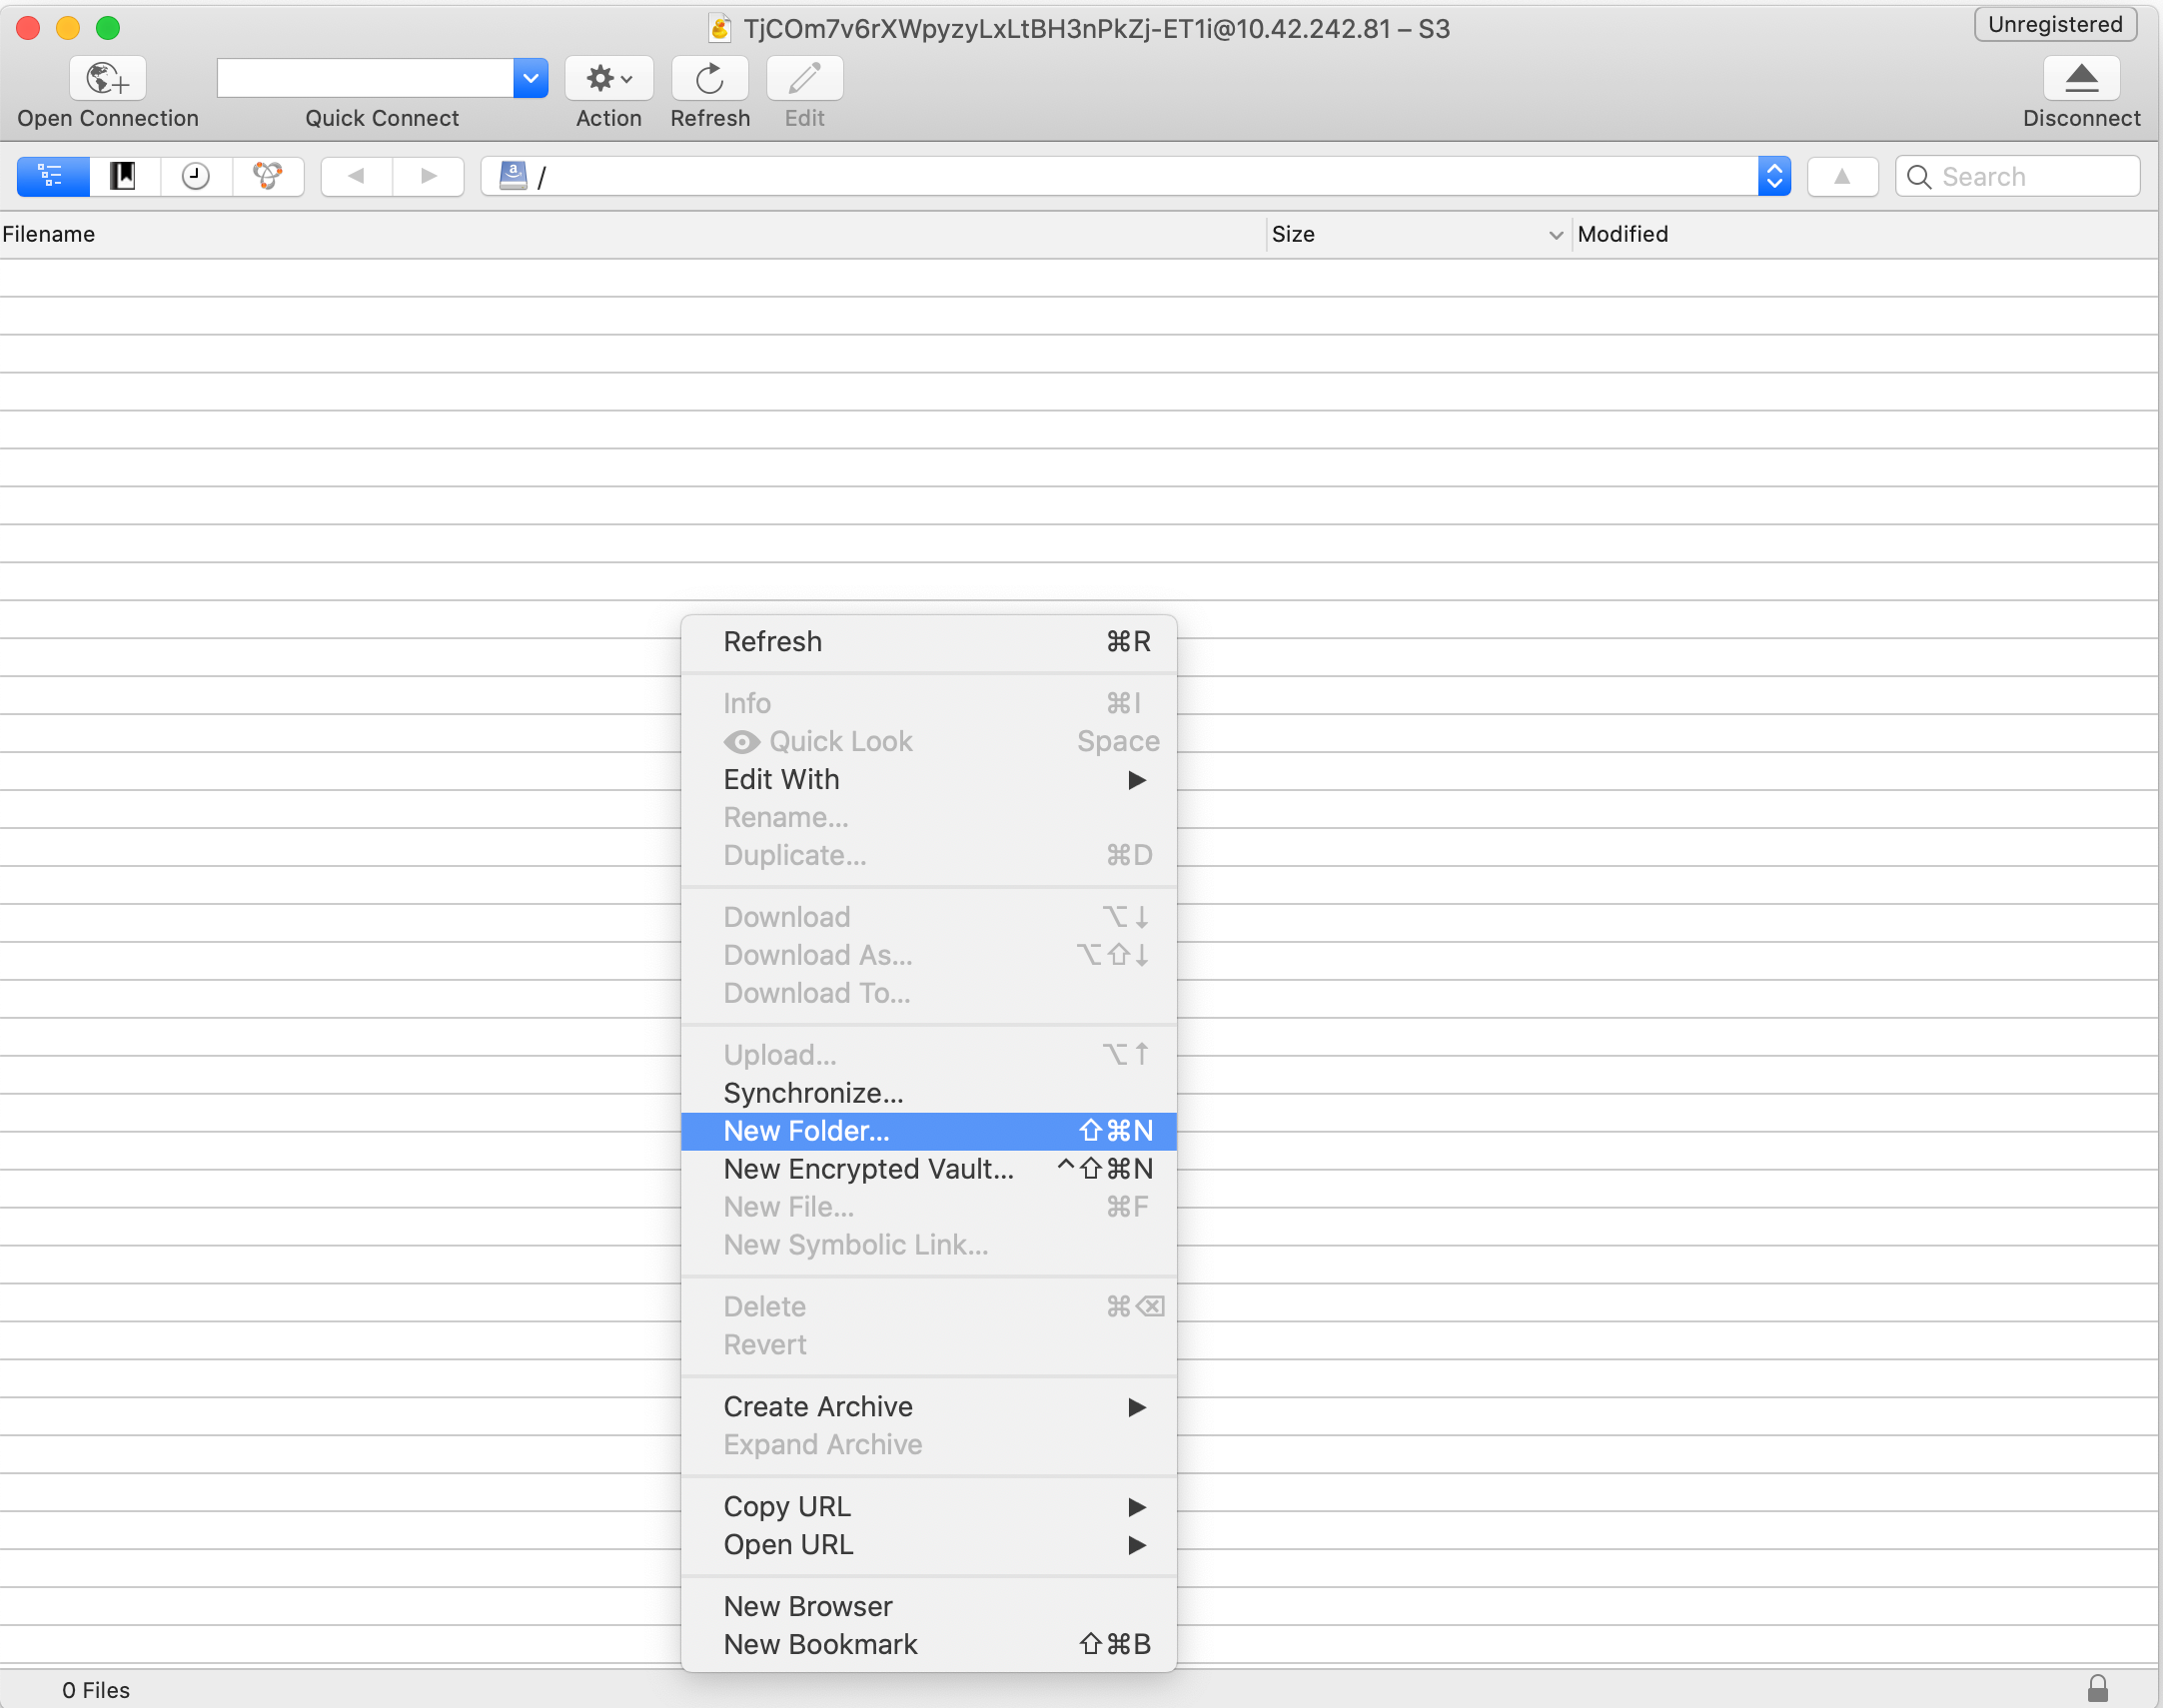 TjCOm7v6rXWpyzyLxLtBH3nPkZj-ET1i@10.42.242.81 – S3
Unregistered
Open Connection
Quick Connect
Action
Refresh
Edit
Disconnect
/
Search
Filename
Size
Modified
Refresh ⌘R
Info ⌘I
Quick Look Space
Edit With
Rename...
Duplicate... ⌘D
Download ⌥↓
Download As... ⌥⇧↓
Download To...
Upload... ⌥↑
Synchronize...
New Folder... ⇧⌘N
New Encrypted Vault... ^⇧⌘N
New File... ⌘F
New Symbolic Link...
Delete ⌘⌫
Revert
Create Archive
Expand Archive
Copy URL
Open URL
New Browser
New Bookmark ⇧⌘B
0 Files